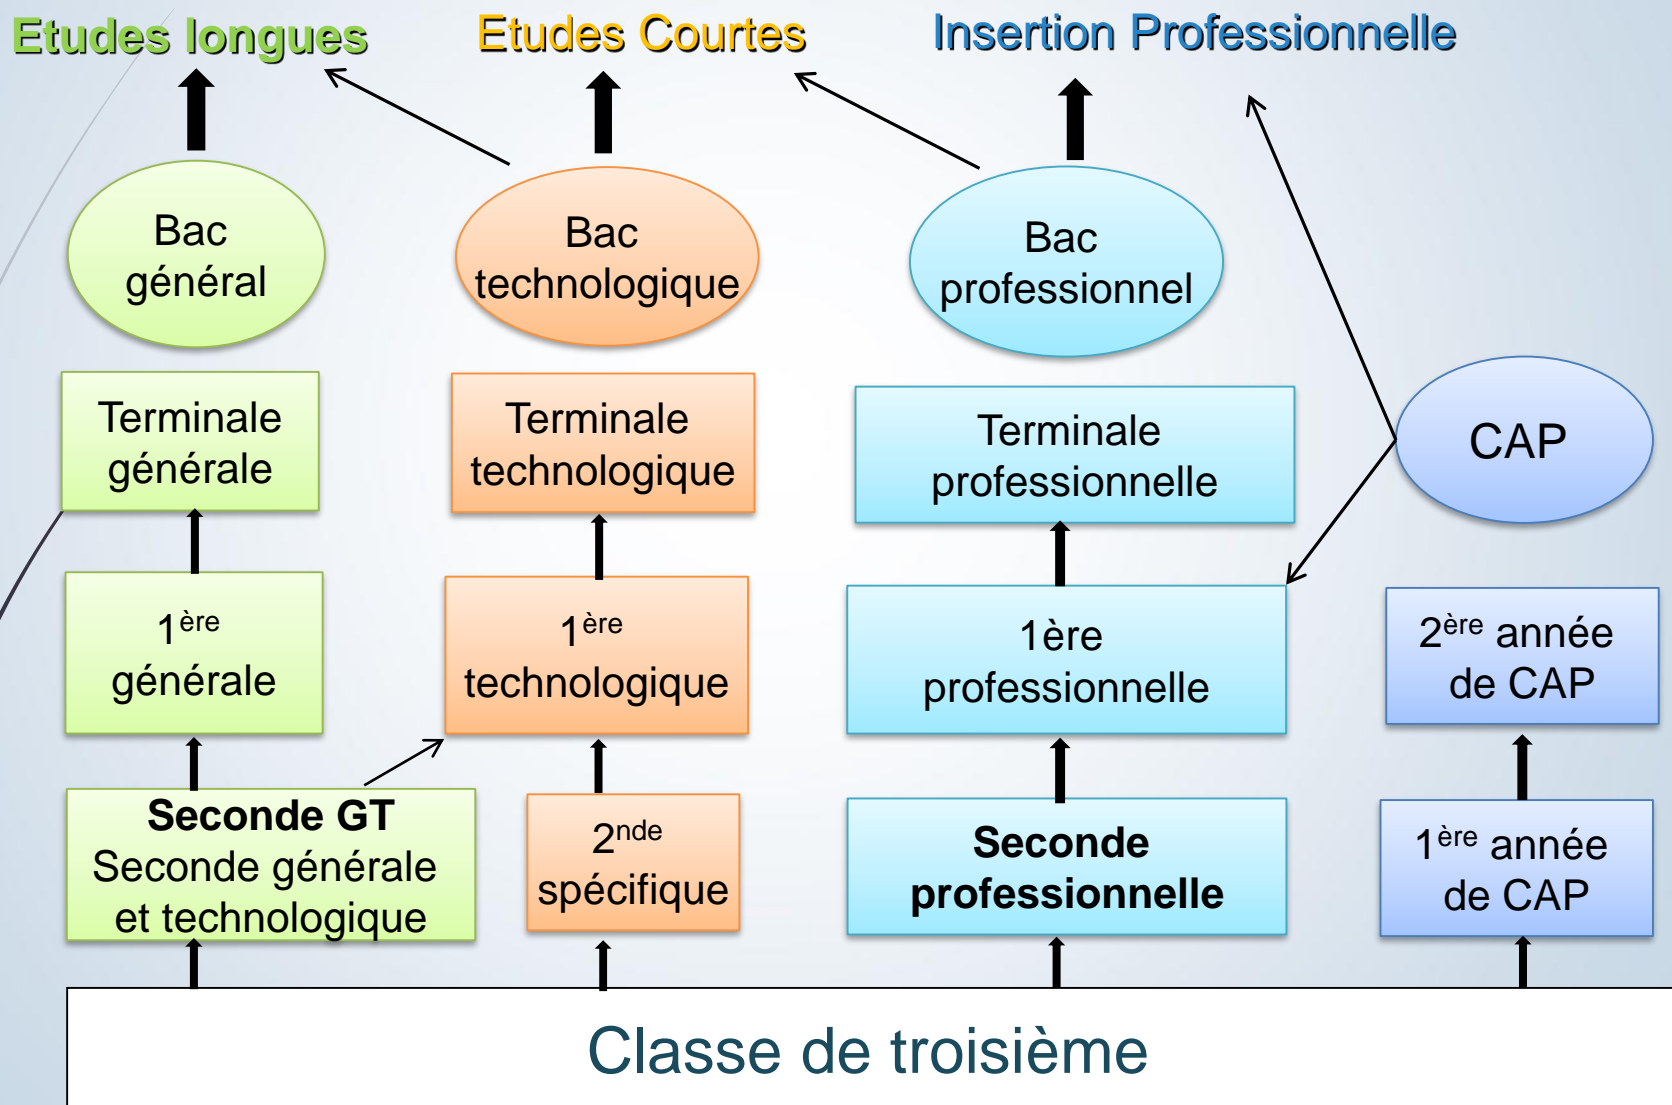 Etudes longues
Etudes Courtes
Insertion Professionnelle
Bac
général
Bac
technologique
Bac
professionnel
Terminale
générale
Terminale
technologique
Terminale
professionnelle
CAP
1ère
générale
1ère
technologique
1ère
professionnelle
2ère année
de CAP
Seconde GT
Seconde générale
et technologique
2nde
spécifique
Seconde
professionnelle
1ère année
de CAP
Classe de troisième